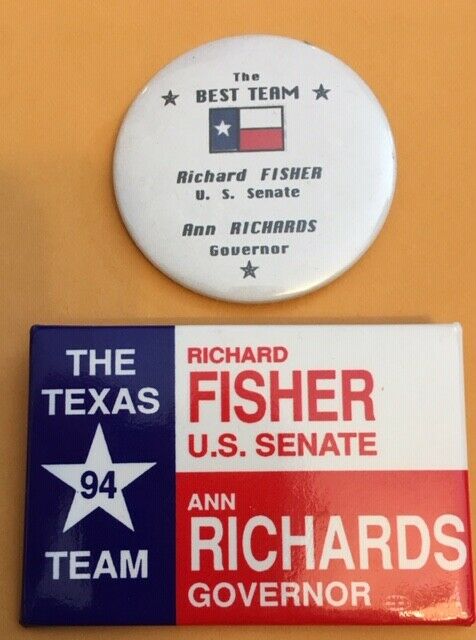 The
BEST TEAM
Richard FISHER
U. S. Senate
Ann RICHARDS
Governor
THE
TEXAS
94
TEAM
RICHARD
FISHER
U.S. SENATE
ANN
RICHARDS
GOVERNOR